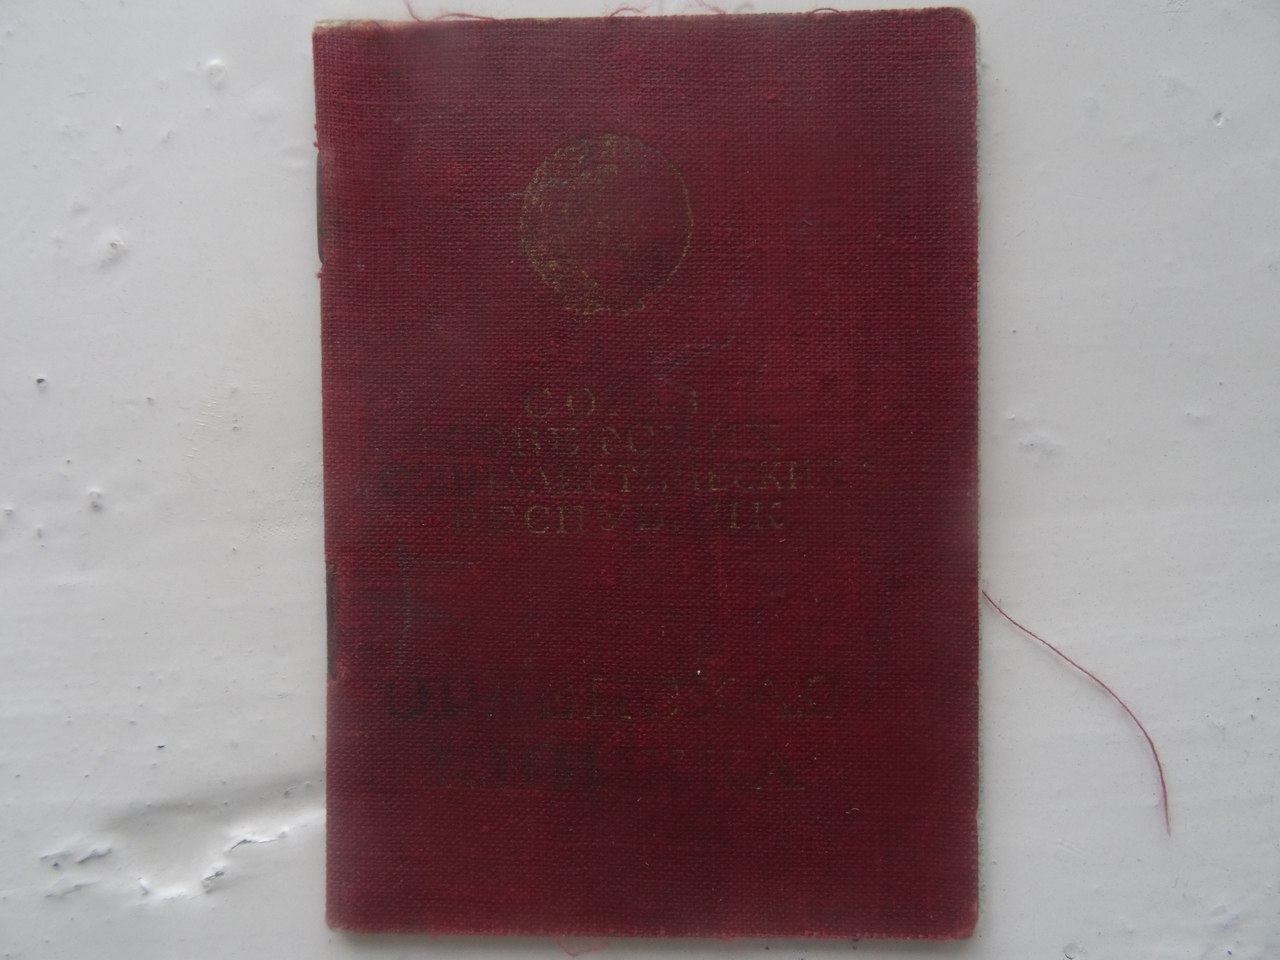 СОЮЗ
СОВЕТСКИХ
СОЦИАЛИСТИЧЕСКИХ
РЕСПУБЛИК
ОРДЕНСКАЯ
КНИЖКА